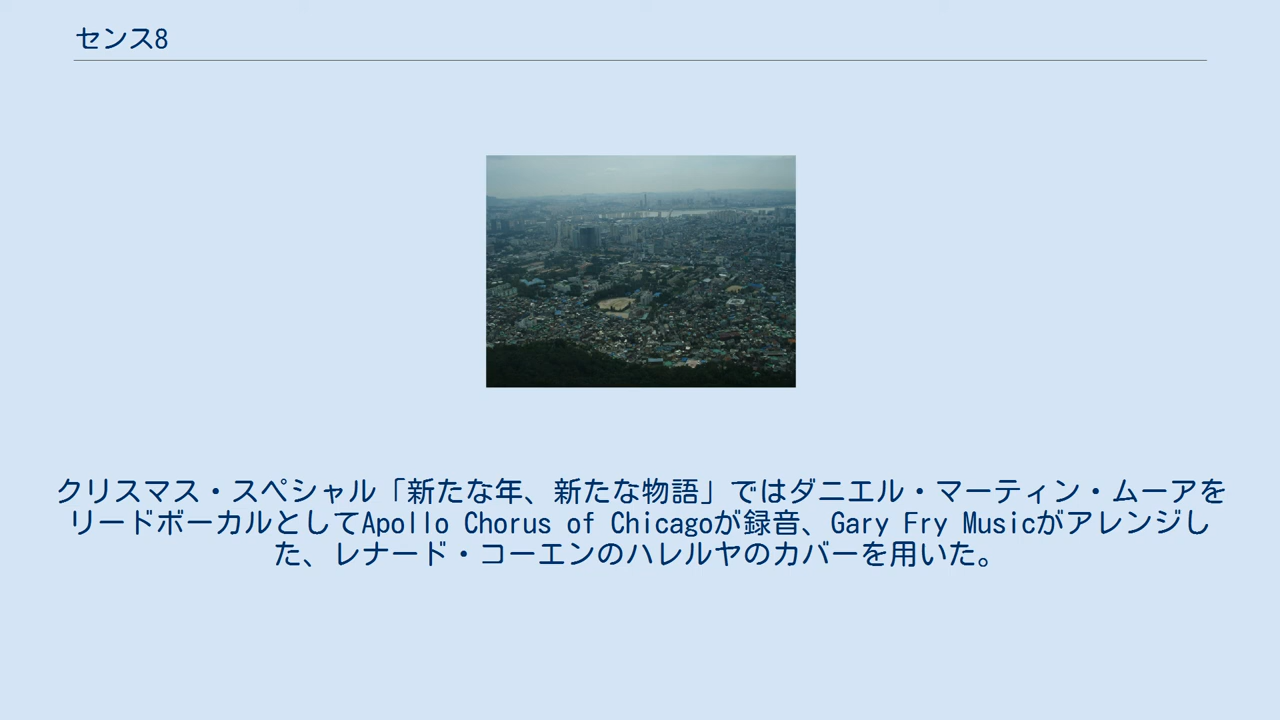 センス8
クリスマス・スペシャル「新たな年、新たな物語」ではダニエル・マーティン・ムーアを
リードボーカルとしてApollo Chorus of Chicagoが録音、Gary Fry Musicがアレンジし
た、レナード・コーエンのハレルヤのカバーを用いた。